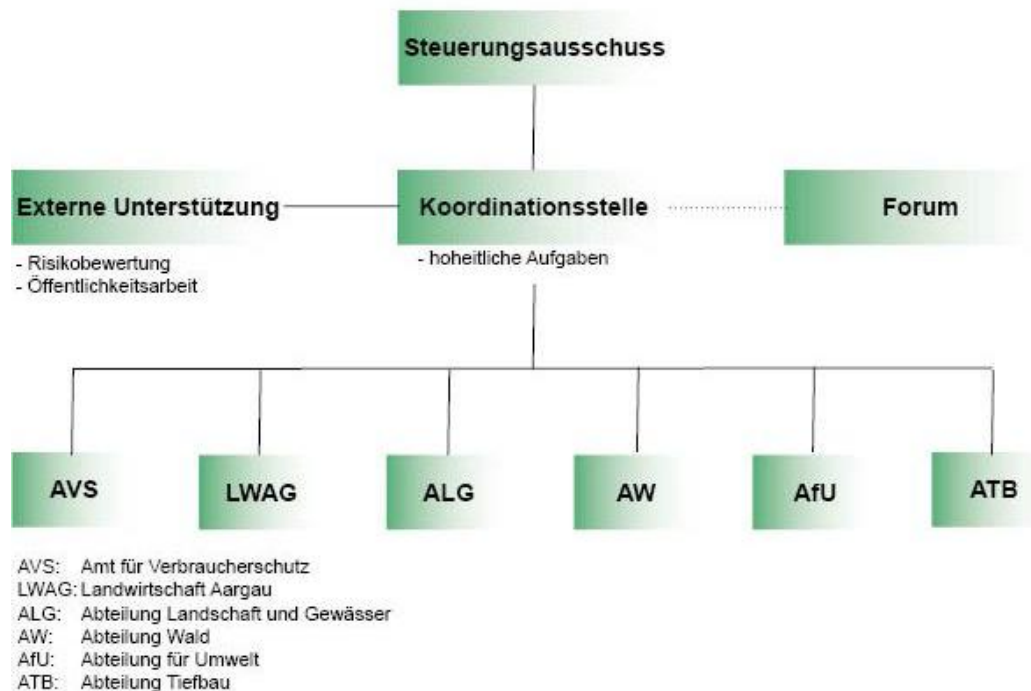 Steuerungsausschuss
Externe Unterstützung
Koordinationsstelle
Forum
- Risikobewertung
- Öffentlichkeitsarbeit
- hoheitliche Aufgaben
AVS
LWAG
ALG
AW
AfU
ATB
AVS: Amt für Verbraucherschutz
LWAG: Landwirtschaft Aargau
ALG: Abteilung Landschaft und Gewässer
AW: Abteilung Wald
AfU: Abteilung für Umwelt
ATB: Abteilung Tiefbau